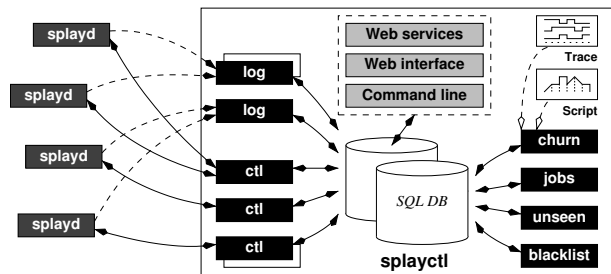 splayd
splayd
splayd
splayd
log
log
ctl
ctl
ctl
Web services
Web interface
Command line
SQL DB
splayctl
Trace
Script
churn
jobs
unseen
blacklist